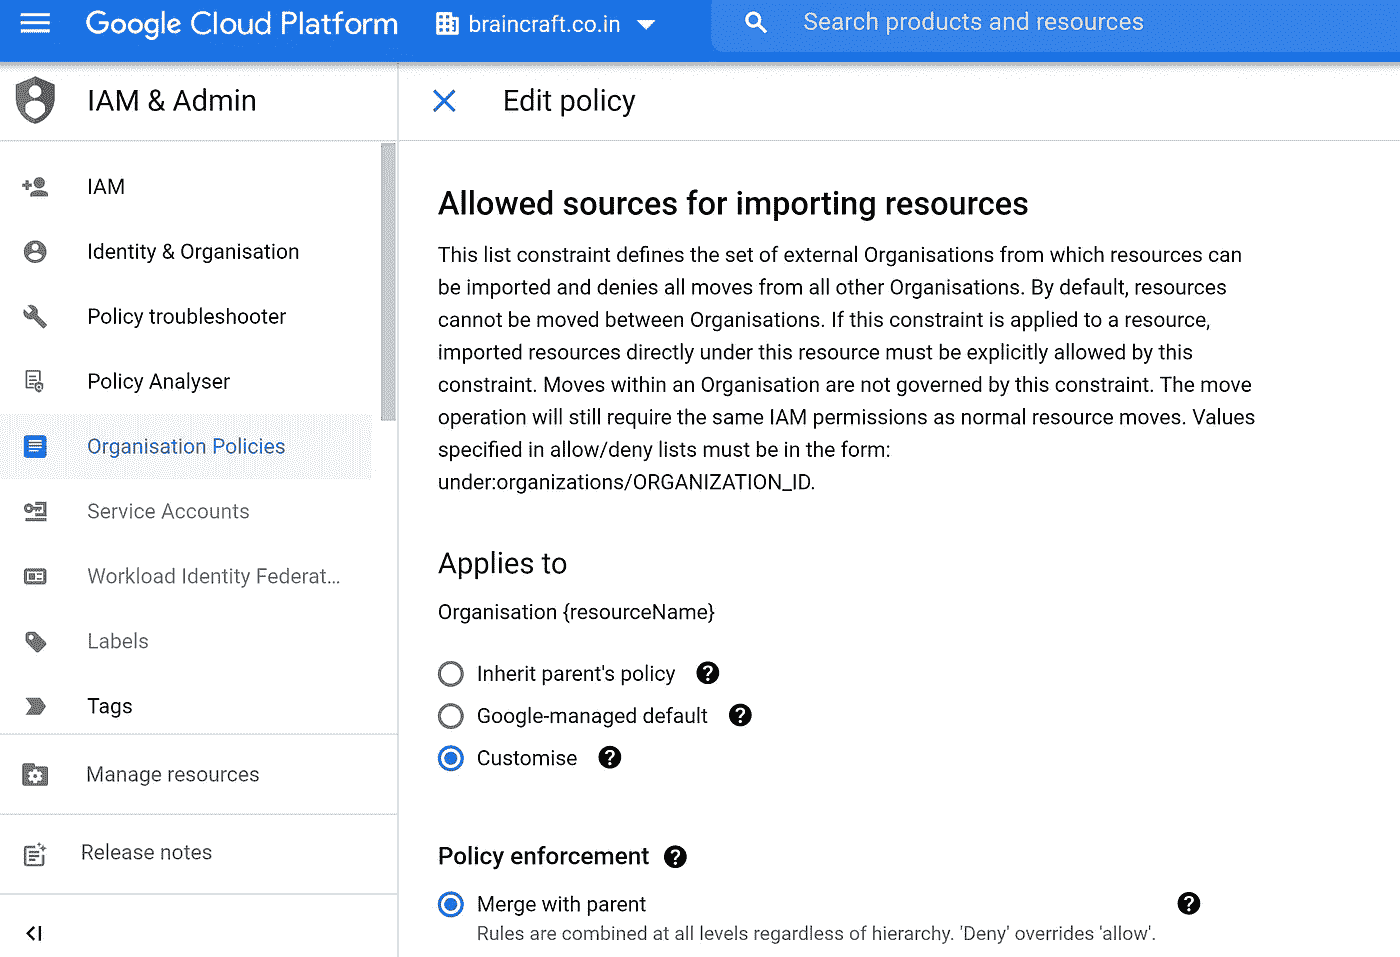 Google Cloud Platform
braincraft.co.in
Search products and resources
IAM & Admin
IAM
Identity & Organisation
Policy troubleshooter
Policy Analyser
Organisation Policies
Service Accounts
Workload Identity Federat...
Labels
Tags
Manage resources
Release notes
Edit policy
Allowed sources for importing resources
This list constraint defines the set of external Organisations from which resources can
be imported and denies all moves from all other Organisations. By default, resources
cannot be moved between Organisations. If this constraint is applied to a resource,
imported resources directly under this resource must be explicitly allowed by this
constraint. Moves within an Organisation are not governed by this constraint. The move
operation will still require the same IAM permissions as normal resource moves. Values
specified in allow/deny lists must be in the form:
under:organizations/ORGANIZATION_ID.
Applies to
Organisation {resourceName}
Inherit parent's policy
Google-managed default
Customise
Policy enforcement
Merge with parent
Rules are combined at all levels regardless of hierarchy. 'Deny' overrides 'allow'.